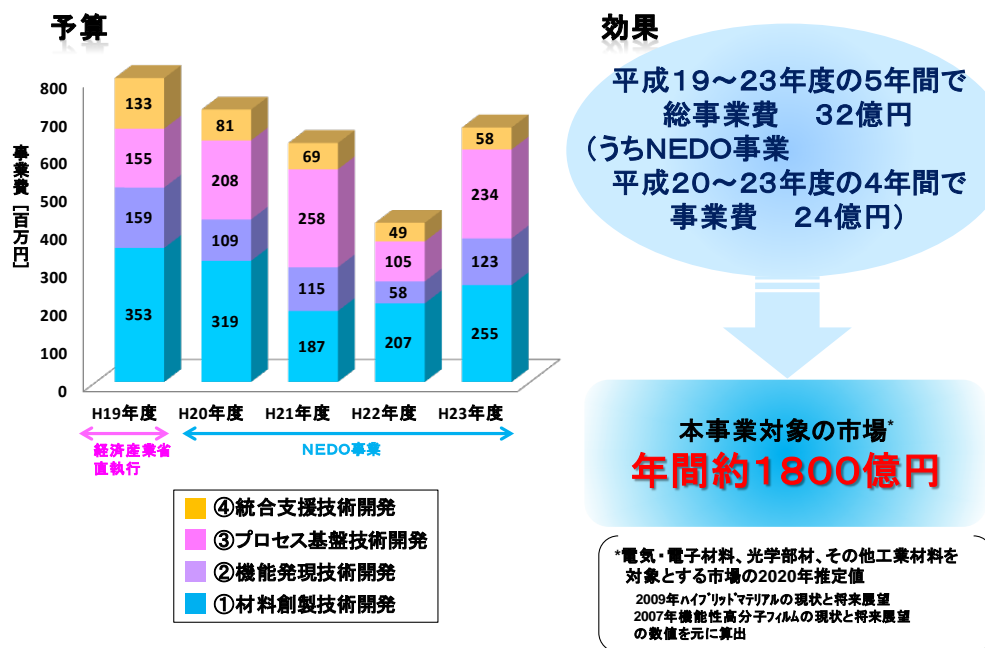 予算
事業費[百万円]
800
700
600
500
400
300
200
100
0
133
155
159
353
81
208
109
319
69
258
115
187
49
105
58
207
58
234
123
255
H19年度 H20年度 H21年度 H22年度 H23年度
経済産業省
直執行
NEDO事業
④統合支援技術開発
③プロセス基盤技術開発
②機能発現技術開発
①材料創製技術開発
効果
平成19~23年度の5年間で
総事業費 32億円
(うちNEDO事業
平成20~23年度の4年間で
事業費 24億円)
本事業対象の市場*
年間約1800億円
*電気・電子材料、光学部材、その他工業材料を
対象とする市場の2020年推定値
2009年ハイブリッドマテリアルの現状と将来展望
2007年機能性高分子フィルムの現状と将来展望
の数値を元に算出